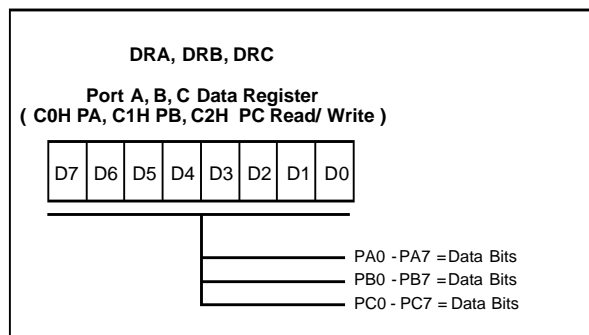 DRA, DRB, DRC
Port A, B, C Data Register
( C0H PA, C1H PB, C2H PC Read/ Write )
D7 D6 D5 D4 D3 D2 D1 D0
PA0 - PA7 =Data Bits
PB0 - PB7 =Data Bits
PC0 - PC7 =Data Bits